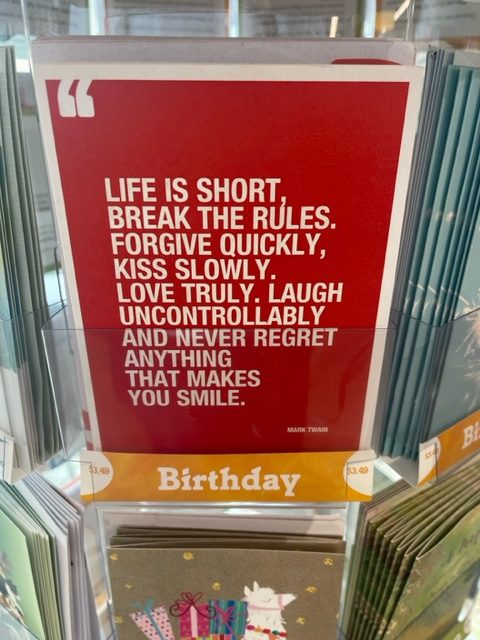 “
LIFE IS SHORT,
BREAK THE RULES.
FORGIVE QUICKLY,
KISS SLOWLY.
LOVE TRULY. LAUGH
UNCONTROLLABLY
AND NEVER REGRET
ANYTHING
THAT MAKES
YOU SMILE.
MARK TWAIN
$3.49 Birthday $3.49
Bi